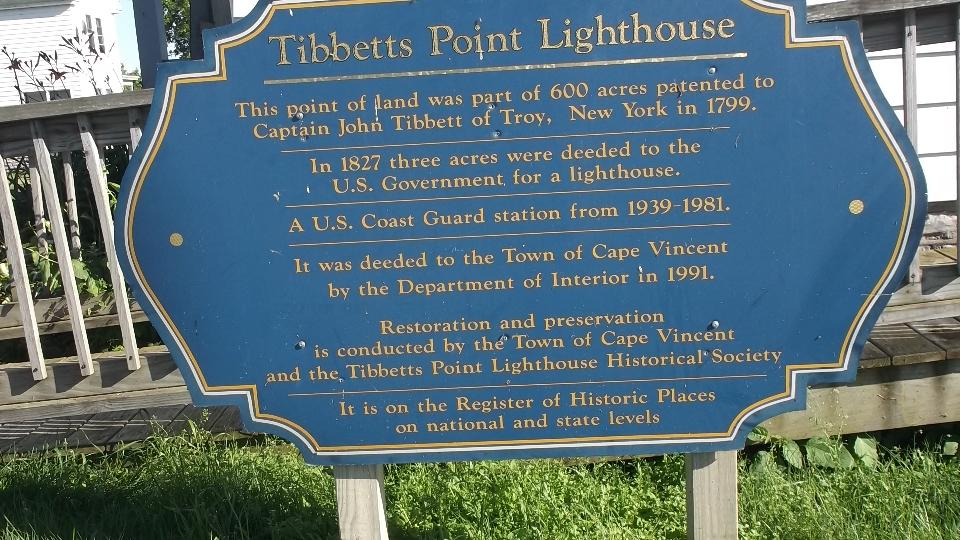 Tibbetts Point Lighthouse
This point of land was part of 600 acres patented to
Captain John Tibbett of Troy, New York in 1799.
In 1827 three acres were deeded to the
U.S. Government for a lighthouse.
A U.S. Coast Guard station from 1939-1981.
It was deeded to the Town of Cape Vincent
by the Department of Interior in 1991.
Restoration and preservation
is conducted by the Town of Cape Vincent
and the Tibbetts Point Lighthouse Historical Society
It is on the Register of Historic Places
on national and state levels